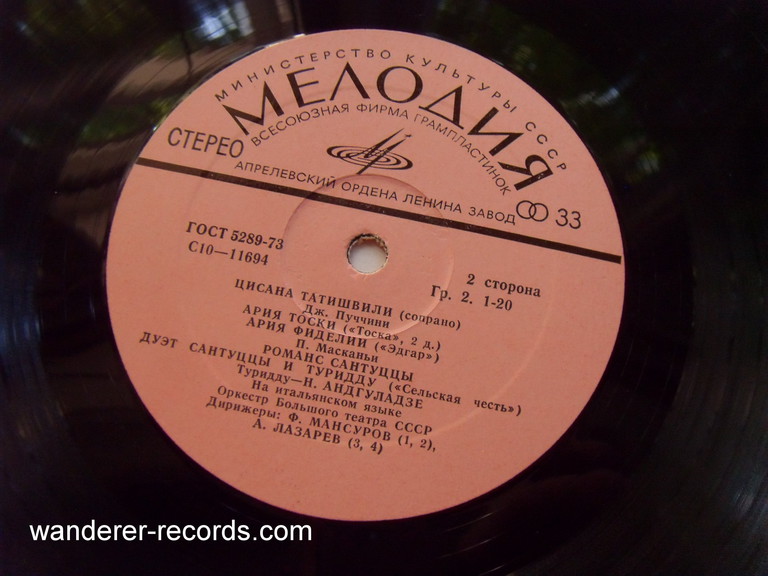 МИНИСТЕРСТВО КУЛЬТУРЫ СССР
МЕЛОДИЯ
ВСЕСОЮЗНАЯ ФИРМА ГРАМПЛАСТИНОК
СТЕРЕО
АПРЕЛЕВСКИЙ ОРДЕНА ЛЕНИНА ЗАВОД
33
ГОСТ 5289-73
С10—11694
2 сторона
Гр. 2. 1-20
ЦИСАНА ТАТИШВИЛИ (сопрано)
Дж. Пуччини
АРИЯ ТОСКИ («Тоска», 2 д.)
АРИЯ ФИДЕЛИИ («Эдгар»)
П. Масканьи
РОМАНС САНТУЦЦЫ
ДУЭТ САНТУЦЦЫ И ТУРИДДУ («Сельская честь»)
Туридду—Н. АНДГУЛАДЗЕ
На итальянском языке
Оркестр Большого театра СССР
Дирижеры: Ф. МАНСУРОВ (1, 2),
А. ЛАЗАРЕВ (3, 4)
wanderer-records.com